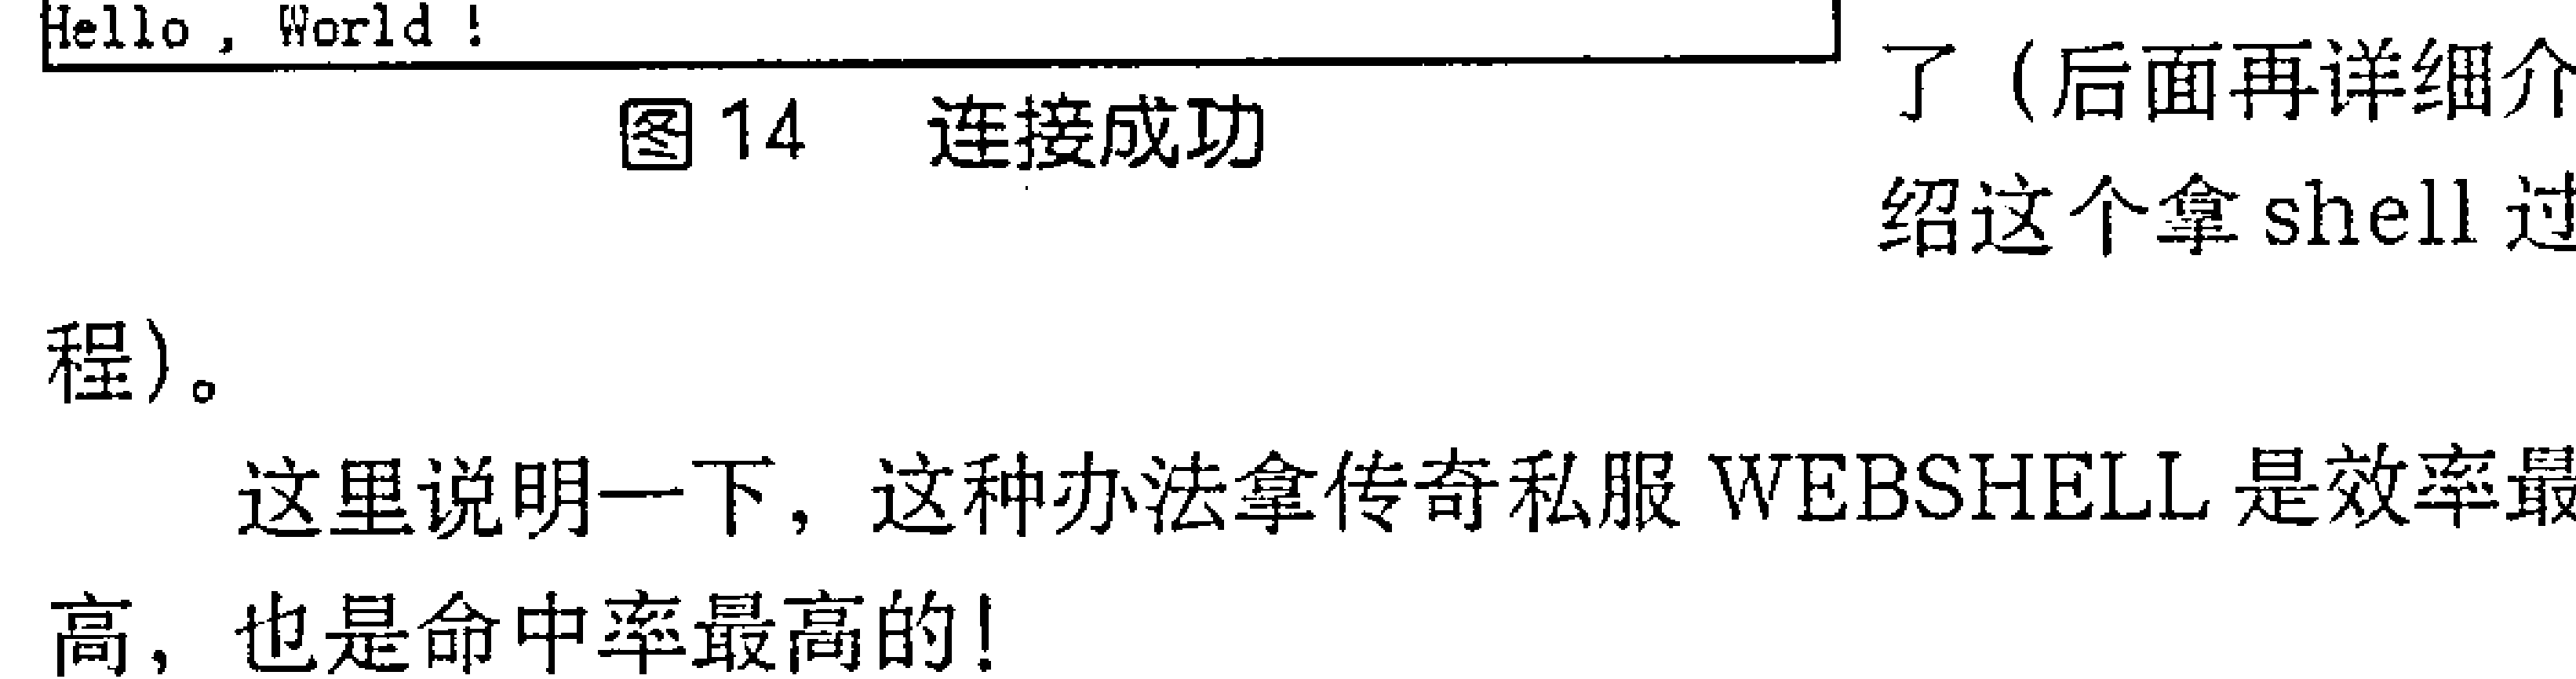 Hello , World !
图 14 连接成功
了 (后面再详细介
绍这个拿 shell 过
程)。
这里说明一下，这种办法拿传奇私服 WEBSHELL 是效率最
高，也是命中率最高的！